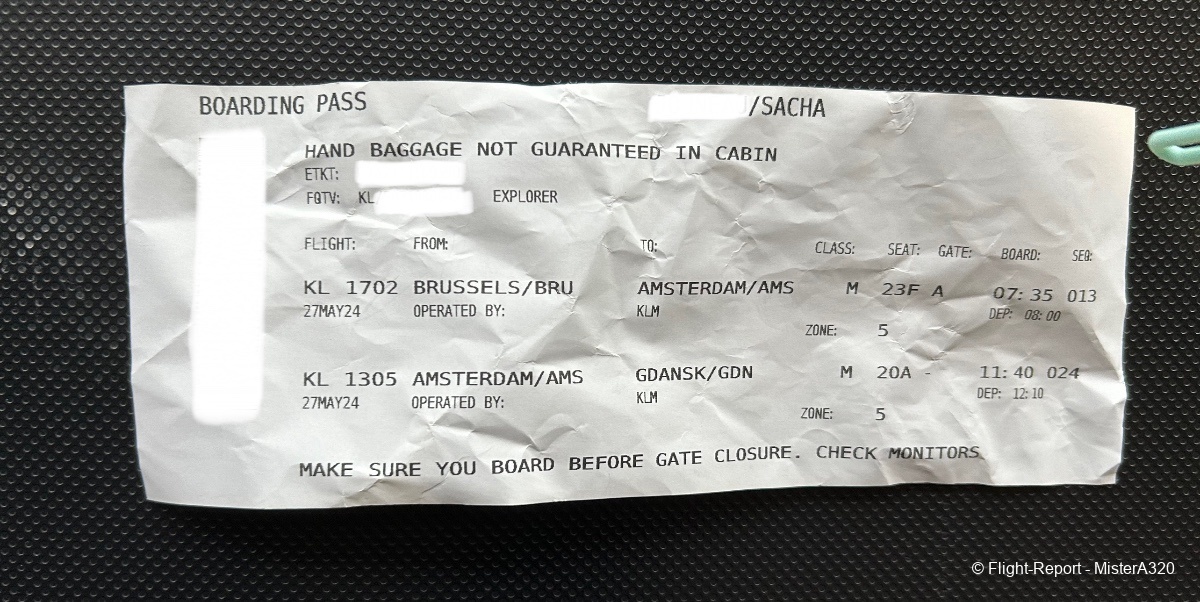 BOARDING PASS /SACHA
HAND BAGGAGE NOT GUARANTEED IN CABIN
ETKT:
FQTV: KL EXPLORER
FLIGHT: FROM: TO: CLASS: SEAT: GATE: BOARD: SEQ:
KL 1702 BRUSSELS/BRU AMSTERDAM/AMS M 23F A 07:35 013
27MAY24 OPERATED BY: KLM DEP: 08:00
ZONE: 5
KL 1305 AMSTERDAM/AMS GDANSK/GDN M 20A - 11:40 024
27MAY24 OPERATED BY: KLM DEP: 12:10
ZONE: 5
MAKE SURE YOU BOARD BEFORE GATE CLOSURE. CHECK MONITORS
© Flight-Report - MisterA320